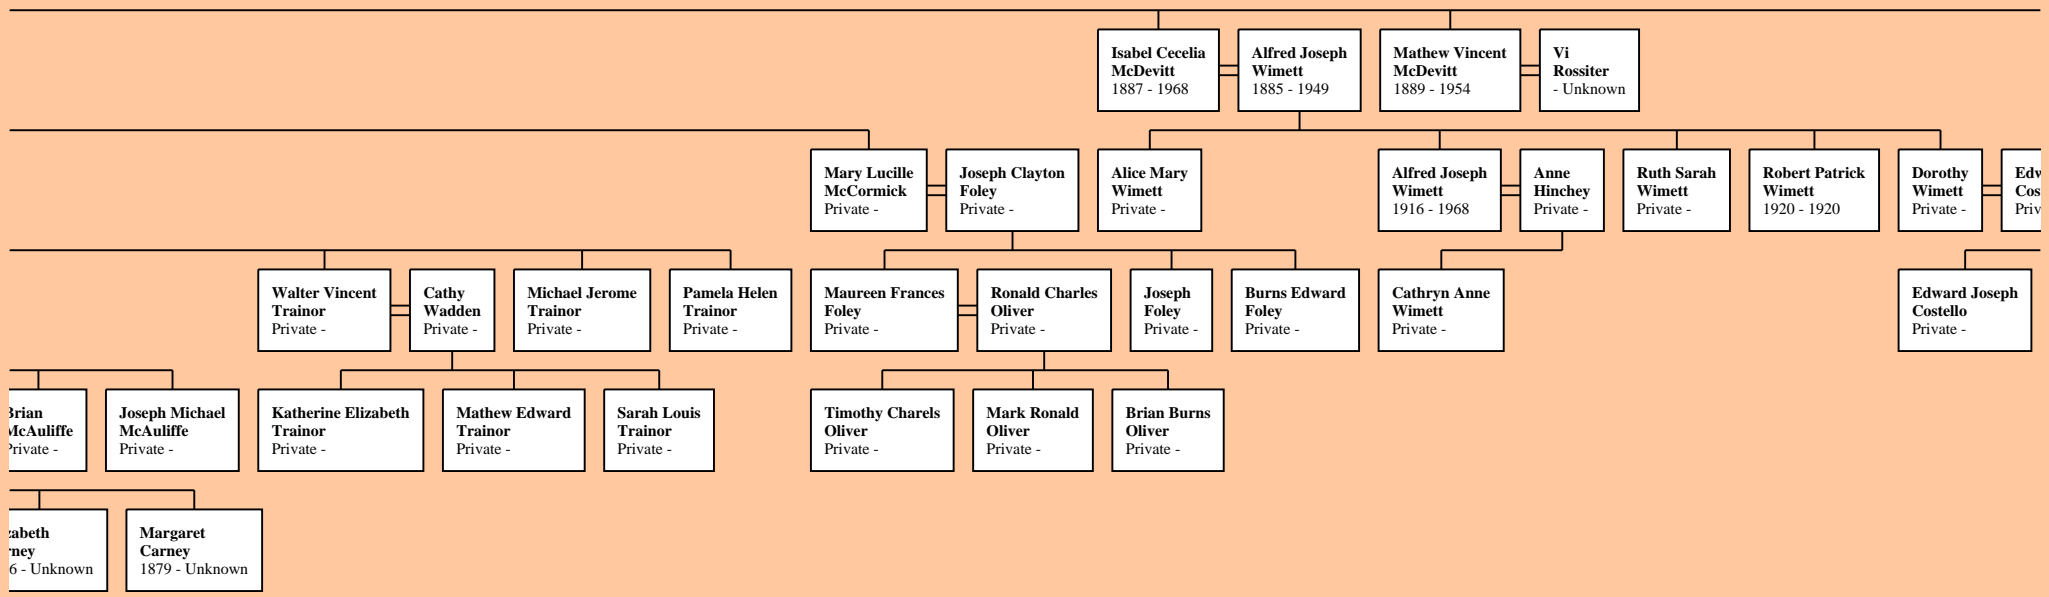 Isabel Cecelia
McDevitt
1887 - 1968
Alfred Joseph
Wimett
1885 - 1949
Mathew Vincent
McDevitt
1889 - 1954
Vi
Rossiter
- Unknown
Mary Lucille
McCormick
Private -
Joseph Clayton
Foley
Private -
Alice Mary
Wimett
Private -
Alfred Joseph
Wimett
1916 - 1968
Anne
Hinchey
Private -
Ruth Sarah
Wimett
Private -
Robert Patrick
Wimett
1920 - 1920
Dorothy
Wimett
Private -
Walter Vincent
Trainor
Private -
Cathy
Wadden
Private -
Michael Jerome
Trainor
Private -
Pamela Helen
Trainor
Private -
Maureen Frances
Foley
Private -
Ronald Charles
Oliver
Private -
Joseph
Foley
Private -
Burns Edward
Foley
Private -
Cathryn Anne
Wimett
Private -
Edward Joseph
Costello
Private -
Brian
McAuliffe
Private -
Joseph Michael
McAuliffe
Private -
Katherine Elizabeth
Trainor
Private -
Mathew Edward
Trainor
Private -
Sarah Louis
Trainor
Private -
Timothy Charels
Oliver
Private -
Mark Ronald
Oliver
Private -
Brian Burns
Oliver
Private -
- Unknown
Margaret
Carney
1879 - Unknown